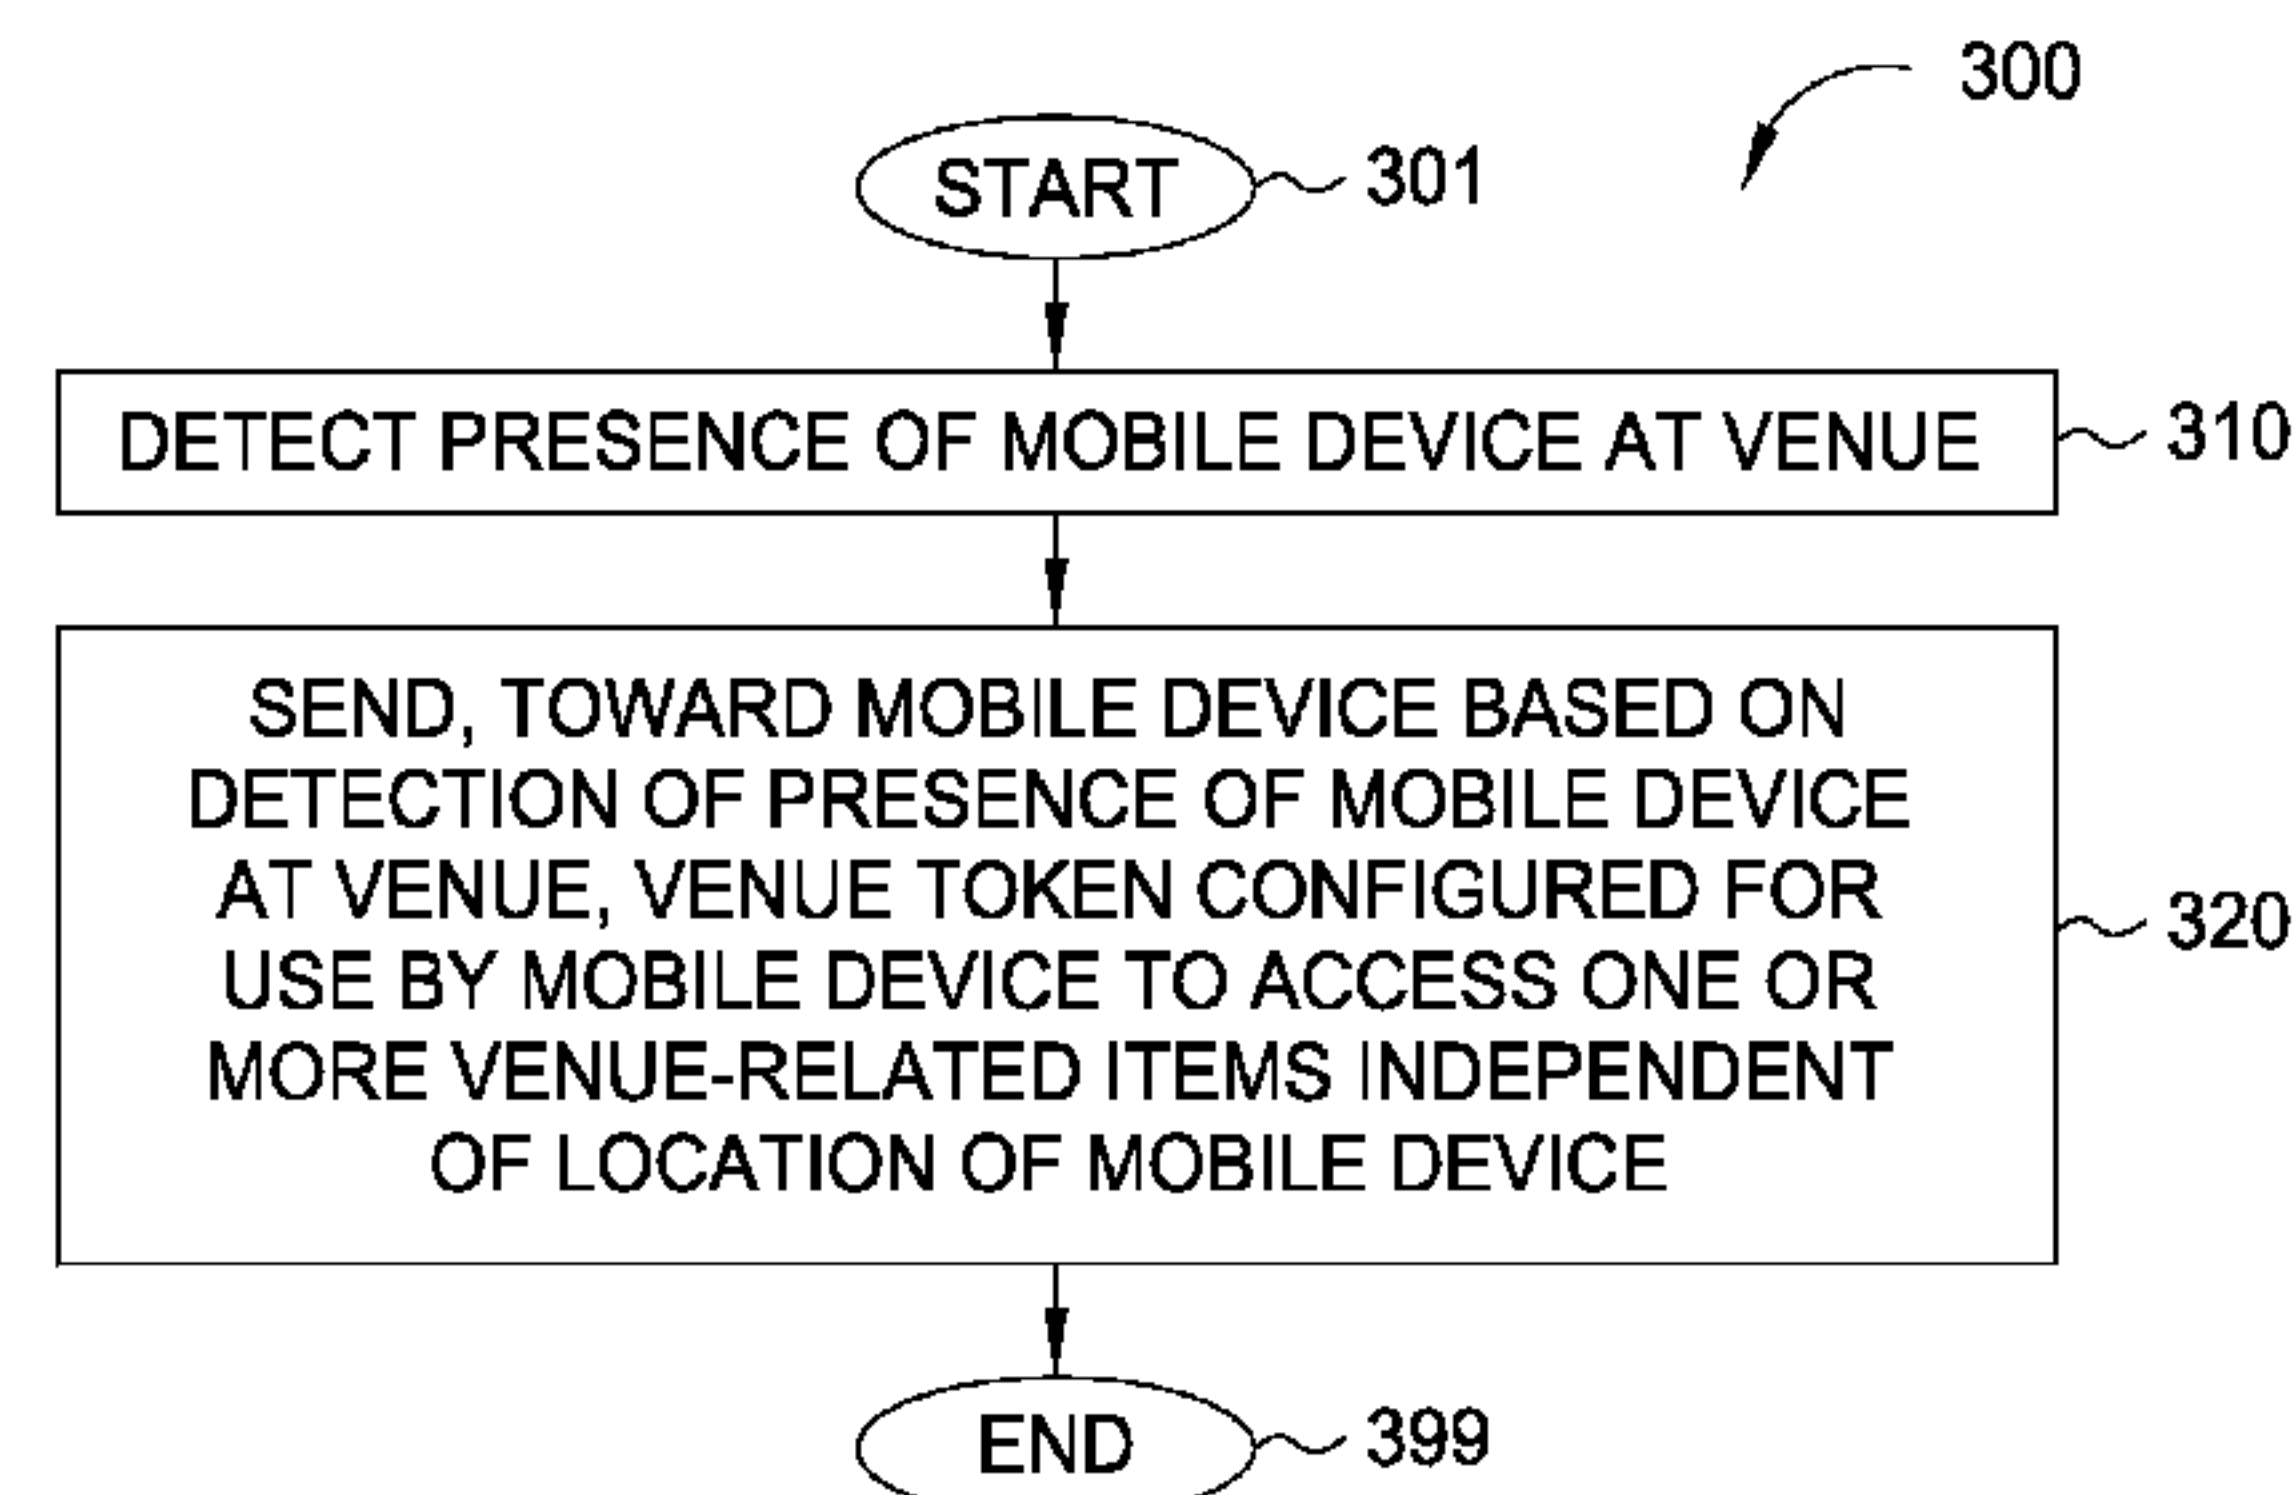 300
START 301
DETECT PRESENCE OF MOBILE DEVICE AT VENUE 310
SEND, TOWARD MOBILE DEVICE BASED ON
DETECTION OF PRESENCE OF MOBILE DEVICE
AT VENUE, VENUE TOKEN CONFIGURED FOR
USE BY MOBILE DEVICE TO ACCESS ONE OR
MORE VENUE-RELATED ITEMS INDEPENDENT
OF LOCATION OF MOBILE DEVICE
320
END 399